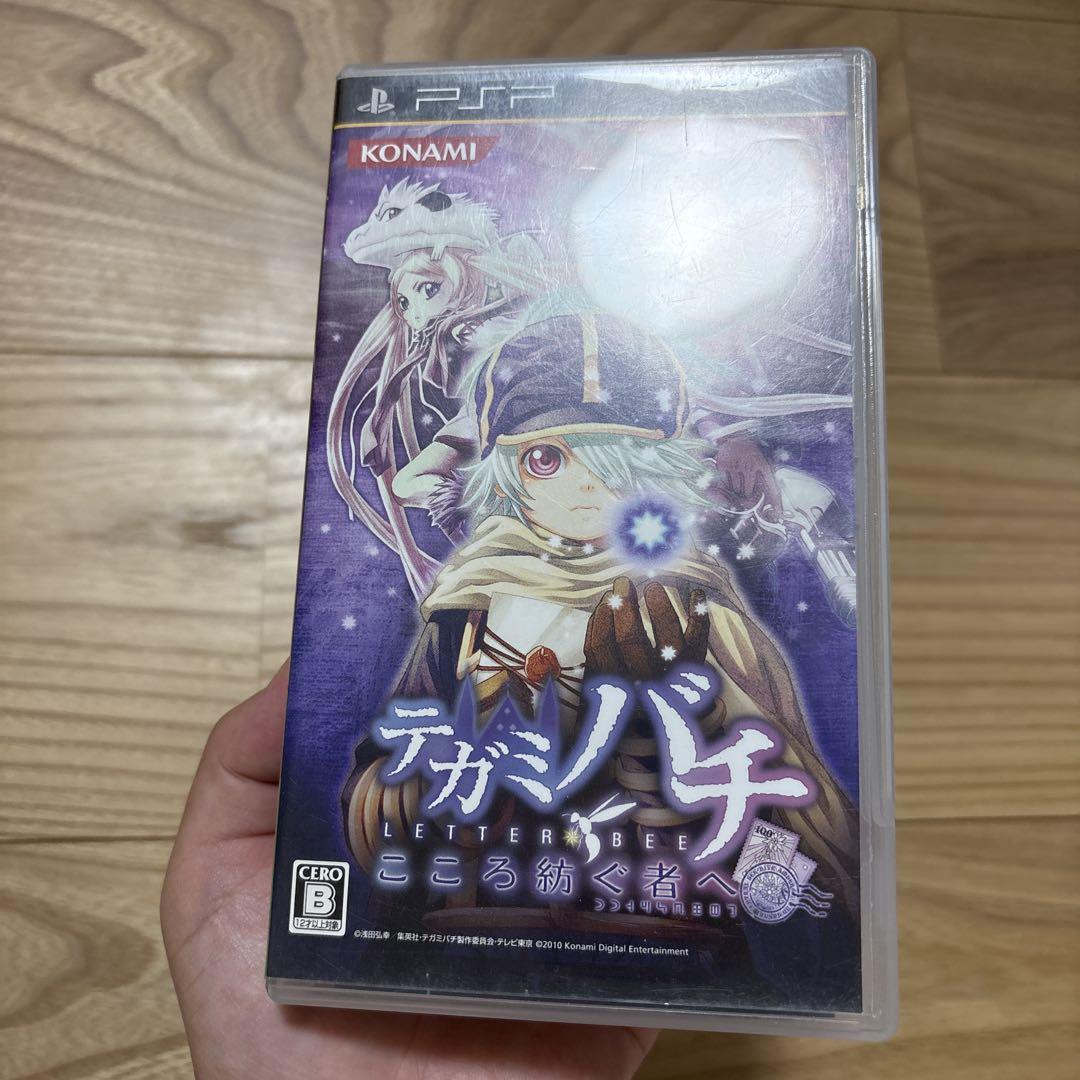 PSP
KONAMI
テガミバチ
LETTER BEE
こころ紡ぐ者へ
100
CERO
B
12才以上対象
©浅田弘幸／集英社・テガミバチ製作委員会・テレビ東京 ©2010 Konami Digital Entertainment